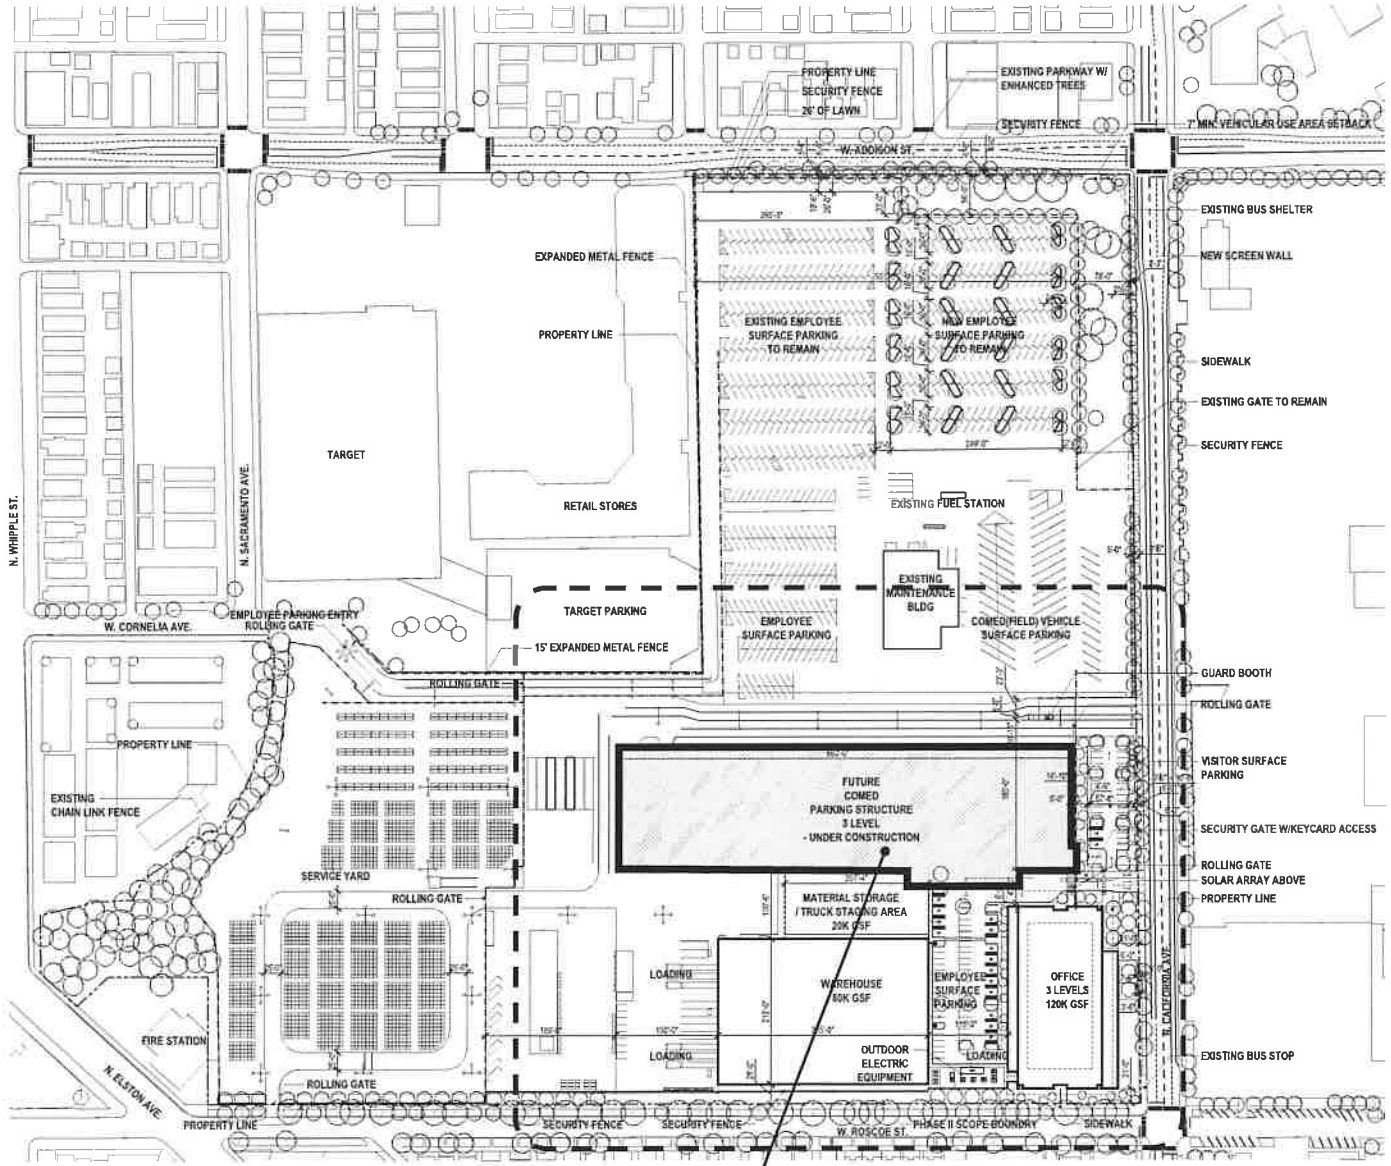 PROPERTY LINE
SECURITY FENCE
26' OF LAWN
EXISTING PARKWAY W/
ENHANCED TREES
SECURITY FENCE
7' MIN. VEHICULAR USE AREA SETBACK
W. ADDISON ST.
EXISTING BUS SHELTER
295'-5"
EXPANDED METAL FENCE
NEW SCREEN WALL
PROPERTY LINE
EXISTING EMPLOYEE
SURFACE PARKING
TO REMAIN
NEW EMPLOYEE
SURFACE PARKING
TO REMAIN
SIDEWALK
EXISTING GATE TO REMAIN
SECURITY FENCE
TARGET
N. WHIPPLE ST.
N. SACRAMENTO AVE.
RETAIL STORES
EXISTING FUEL STATION
EXISTING
MAINTENANCE
BLDG
TARGET PARKING
EMPLOYEE
SURFACE PARKING
COMED(FIELD) VEHICLE
SURFACE PARKING
W. CORNELIA AVE.
EMPLOYEE PARKING ENTRY
ROLLING GATE
15' EXPANDED METAL FENCE
ROLLING GATE
GUARD BOOTH
ROLLING GATE
PROPERTY LINE
VISITOR SURFACE
PARKING
EXISTING
CHAIN LINK FENCE
FUTURE
COMED
PARKING STRUCTURE
3 LEVEL
- UNDER CONSTRUCTION
SECURITY GATE W/KEYCARD ACCESS
SERVICE YARD
ROLLING GATE
ROLLING GATE
SOLAR ARRAY ABOVE
PROPERTY LINE
MATERIAL STORAGE
/ TRUCK STAGING AREA
20K GSF
LOADING
WAREHOUSE
80K GSF
EMPLOYEE
SURFACE
PARKING
OFFICE
3 LEVELS
120K GSF
N. CALIFORNIA AVE
212'-0"
FIRE STATION
LOADING
OUTDOOR
ELECTRIC
EQUIPMENT
LOADING
EXISTING BUS STOP
N. ELSTON AVE.
ROLLING GATE
PROPERTY LINE
SECURITY FENCE
SECURITY FENCE
W. ROSCOE ST.
PHASE II SCOPE BOUNDRY
SIDEWALK